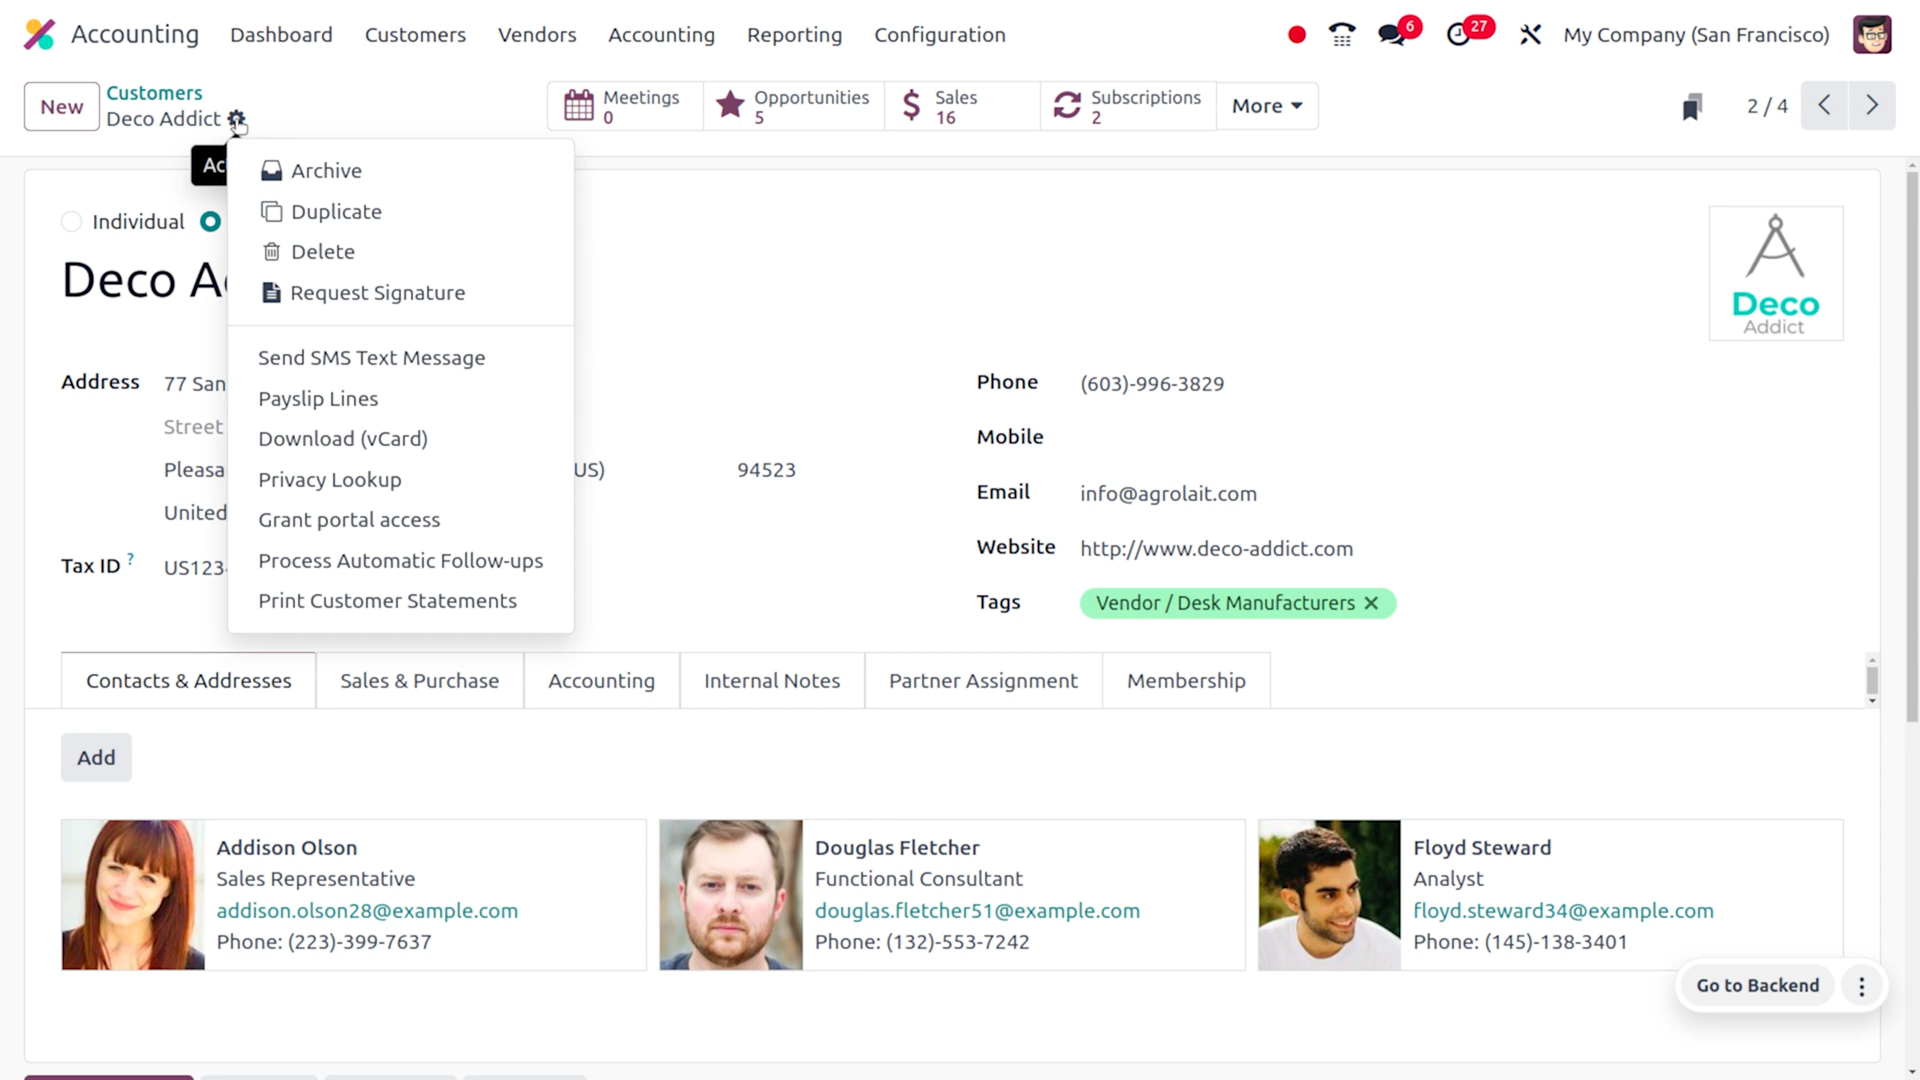 Accounting Dashboard Customers Vendors Accounting Reporting Configuration 6 27 My Company (San Francisco)
New Customers
Deco Addict
Meetings 0 Opportunities 5 Sales 16 Subscriptions 2 More
2 / 4
Archive
Duplicate
Delete
Request Signature
Send SMS Text Message
Payslip Lines
Download (vCard)
Privacy Lookup
Grant portal access
Process Automatic Follow-ups
Print Customer Statements
Individual
Deco
Deco
Addict
Address 77 San
Street
Pleasa US) 94523
United
Tax ID ? US123
Phone (603)-996-3829
Mobile
Email info@agrolait.com
Website http://www.deco-addict.com
Tags Vendor / Desk Manufacturers
Contacts & Addresses Sales & Purchase Accounting Internal Notes Partner Assignment Membership
Add
Addison Olson
Sales Representative
addison.olson28@example.com
Phone: (223)-399-7637
Douglas Fletcher
Functional Consultant
douglas.fletcher51@example.com
Phone: (132)-553-7242
Floyd Steward
Analyst
floyd.steward34@example.com
Phone: (145)-138-3401
Go to Backend